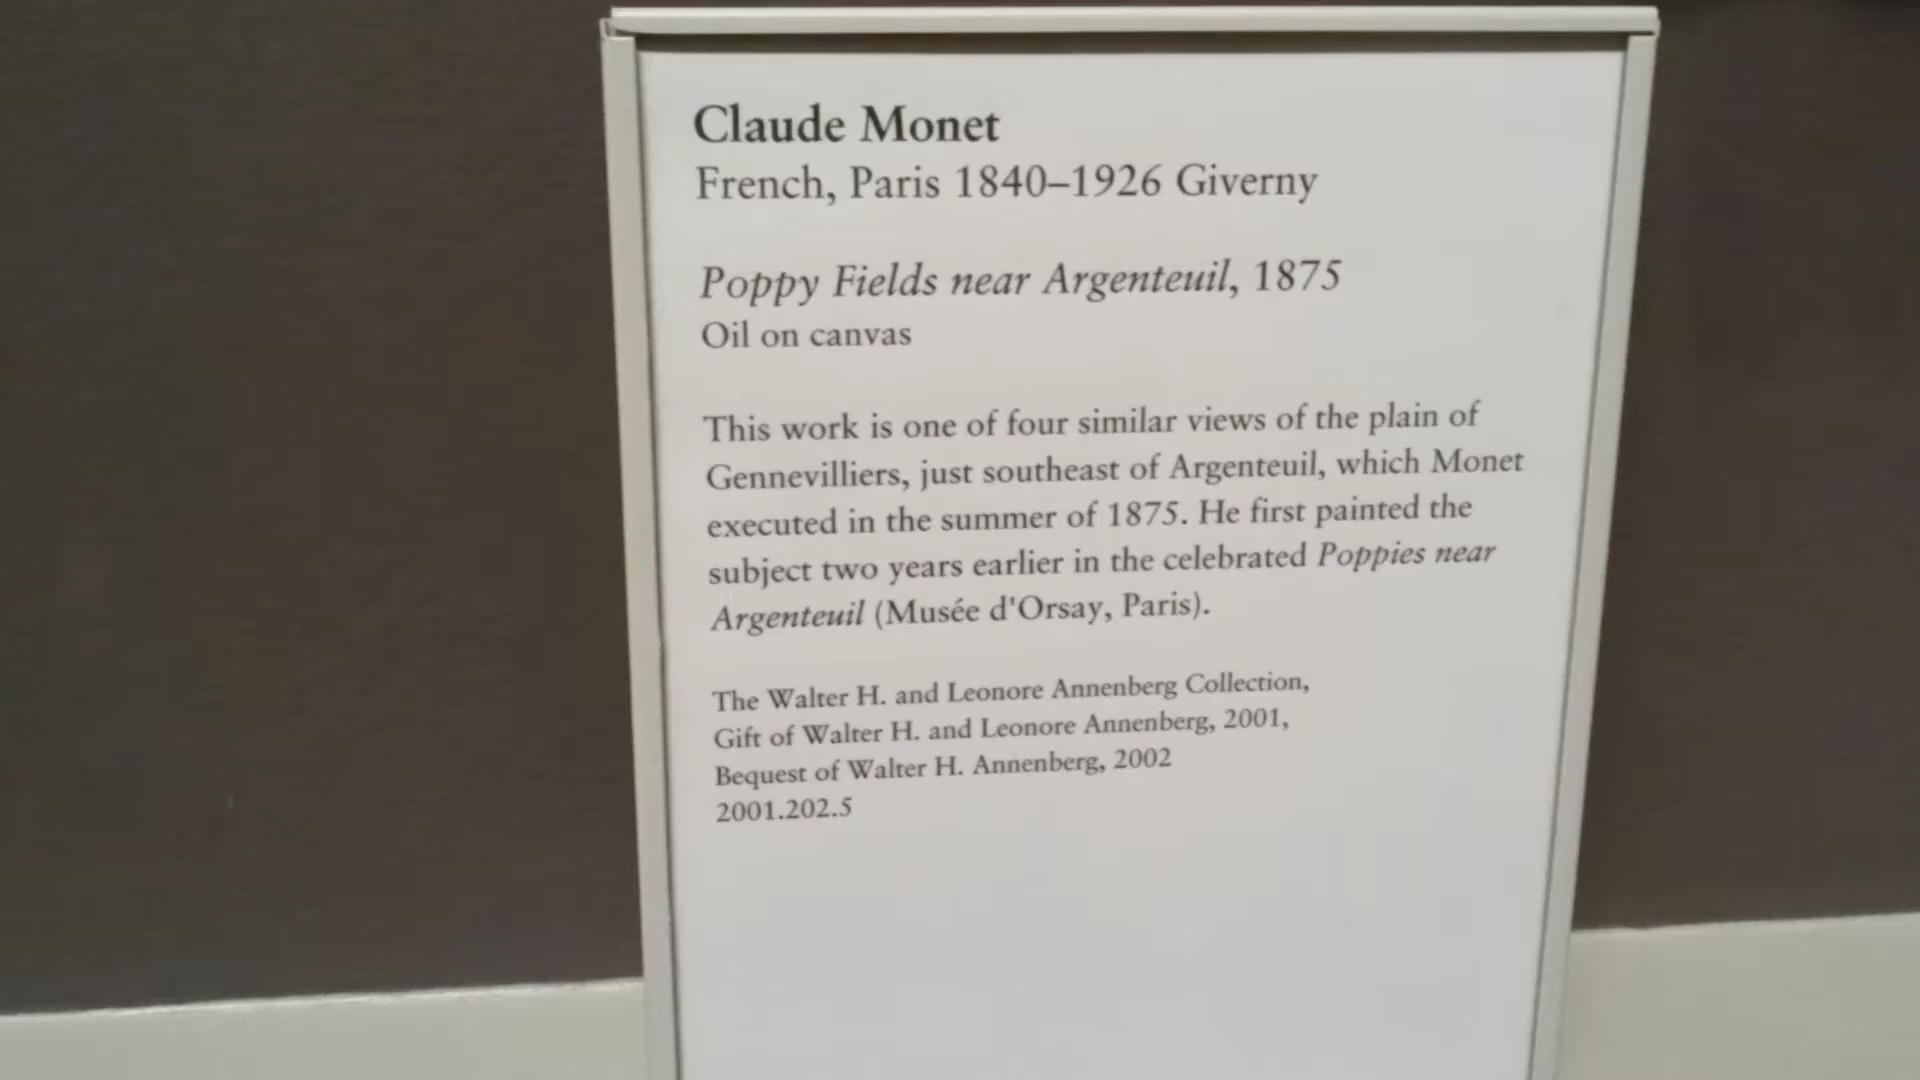 Claude Monet
French, Paris 1840–1926 Giverny
Poppy Fields near Argenteuil, 1875
Oil on canvas
This work is one of four similar views of the plain of
Gennevilliers, just southeast of Argenteuil, which Monet
executed in the summer of 1875. He first painted the
subject two years earlier in the celebrated Poppies near
Argenteuil (Musée d'Orsay, Paris).
The Walter H. and Leonore Annenberg Collection,
Gift of Walter H. and Leonore Annenberg, 2001,
Bequest of Walter H. Annenberg, 2002
2001.202.5